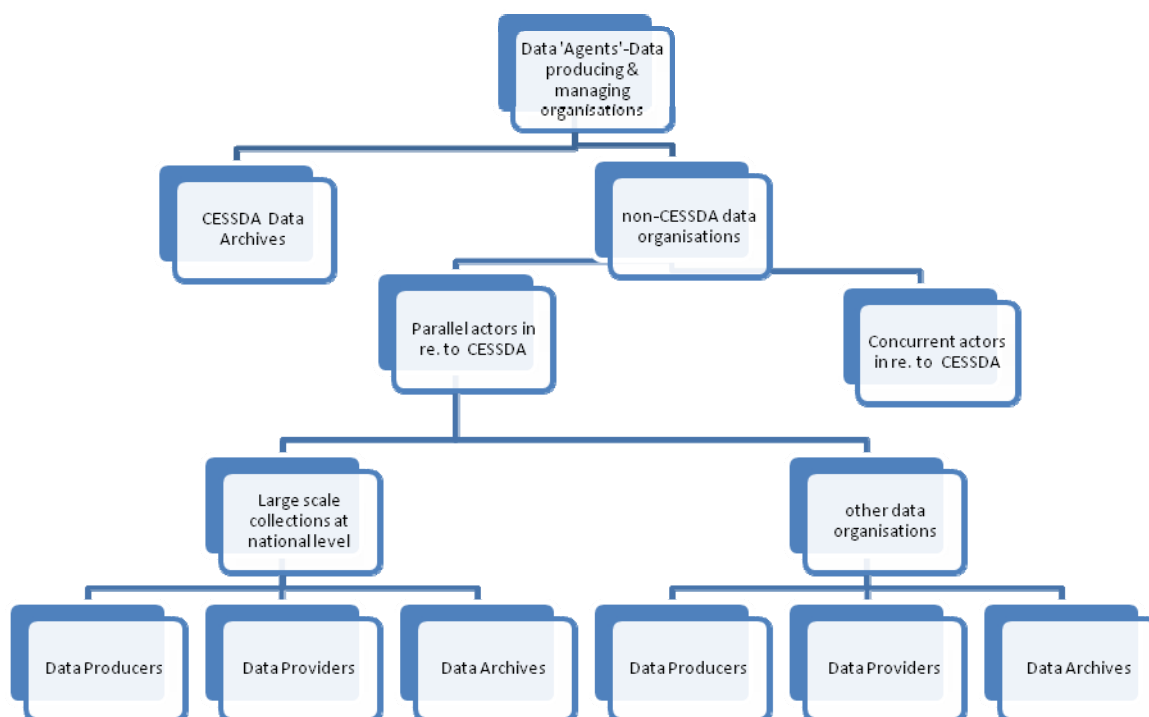 Data 'Agents'-Data
producing &
managing
organisations
CESSDA Data
Archives
non-CESSDA data
organisations
Parallel actors in
re. to CESSDA
Concurrent actors
in re. to CESSDA
Large scale
collections at
national level
other data
organisations
Data Producers
Data Providers
Data Archives
Data Producers
Data Providers
Data Archives